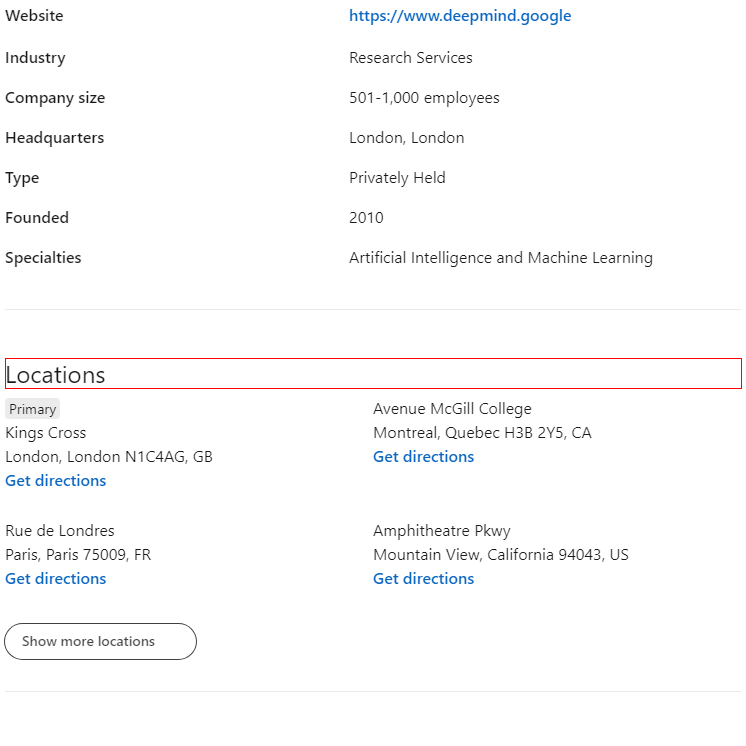 Website https://www.deepmind.google
Industry Research Services
Company size 501-1,000 employees
Headquarters London, London
Type Privately Held
Founded 2010
Specialties Artificial Intelligence and Machine Learning
Locations
Primary
Kings Cross
London, London N1C4AG, GB
Get directions
Avenue McGill College
Montreal, Quebec H3B 2Y5, CA
Get directions
Rue de Londres
Paris, Paris 75009, FR
Get directions
Amphitheatre Pkwy
Mountain View, California 94043, US
Get directions
Show more locations